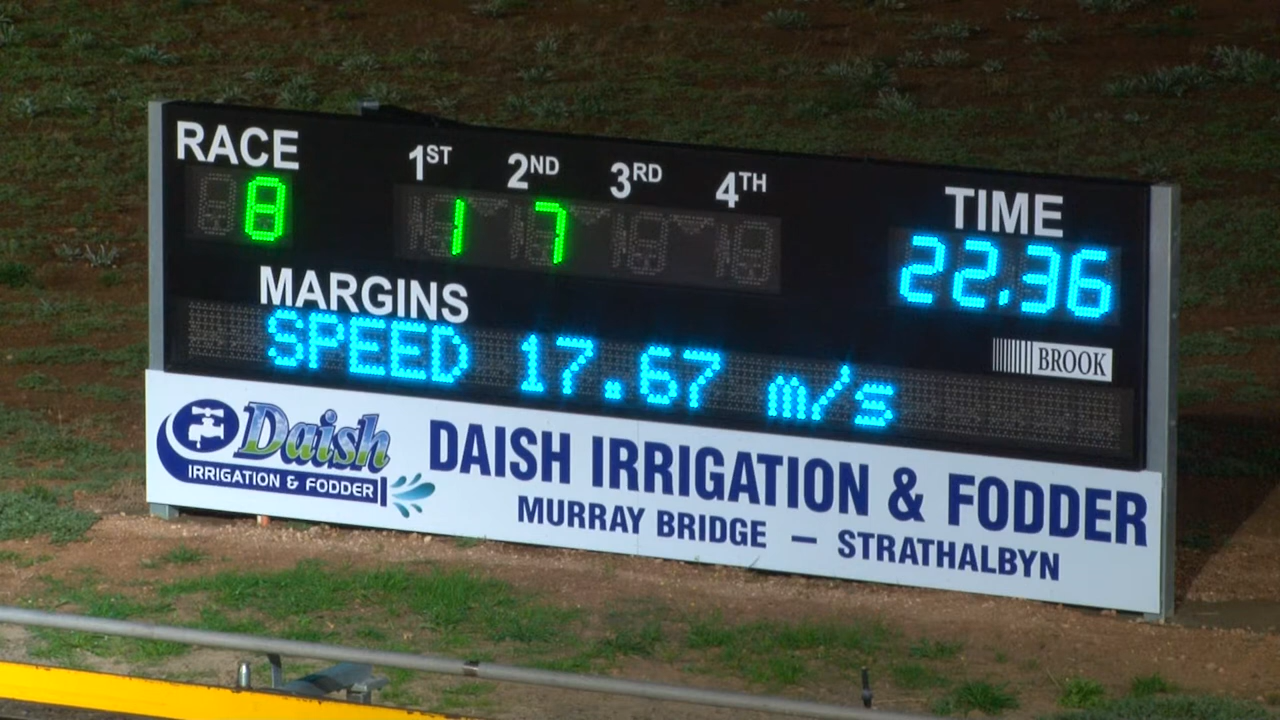 RACE 1ST 2ND 3RD 4TH TIME
8 1 7 22.36
MARGINS
SPEED 17.67 m/s
BROOK
Daish
IRRIGATION & FODDER
DAISH IRRIGATION & FODDER
MURRAY BRIDGE – STRATHALBYN